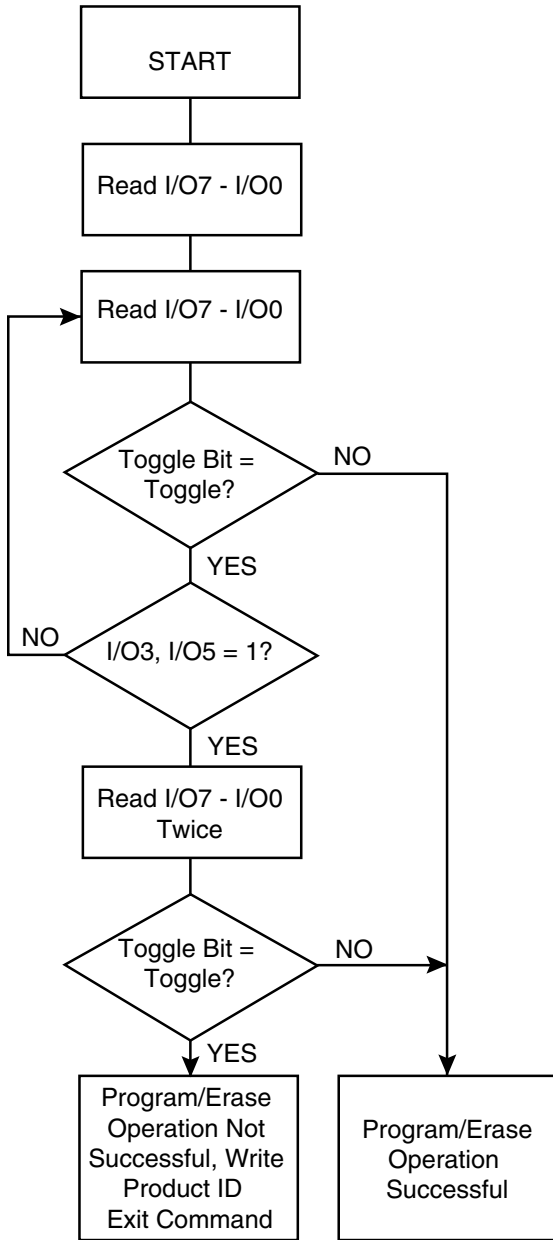 START
Read I/O7 - I/O0
Read I/O7 - I/O0
Toggle Bit =
Toggle?
NO
YES
NO
I/O3, I/O5 = 1?
YES
Read I/O7 - I/O0
Twice
Toggle Bit =
Toggle?
NO
YES
Program/Erase
Operation Not
Successful, Write
Product ID
Exit Command
Program/Erase
Operation
Successful